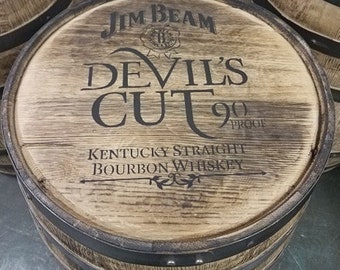 JIM BEAM
DEVIL'S
CUT 90
PROOF
KENTUCKY STRAIGHT
BOURBON WHISKEY